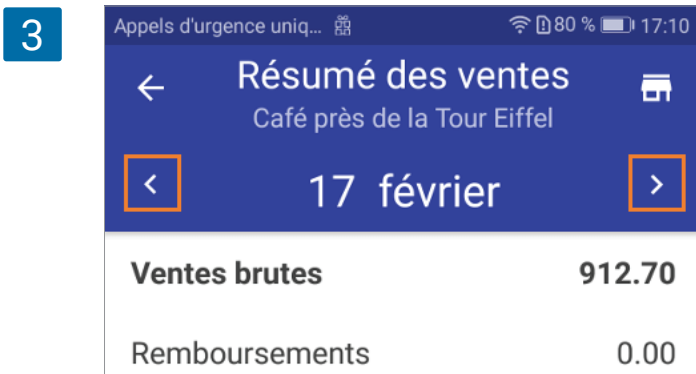 3
Appels d'urgence uniq... 80 % 17:10
Résumé des ventes
Café près de la Tour Eiffel
17 février
Ventes brutes 912.70
Remboursements 0.00